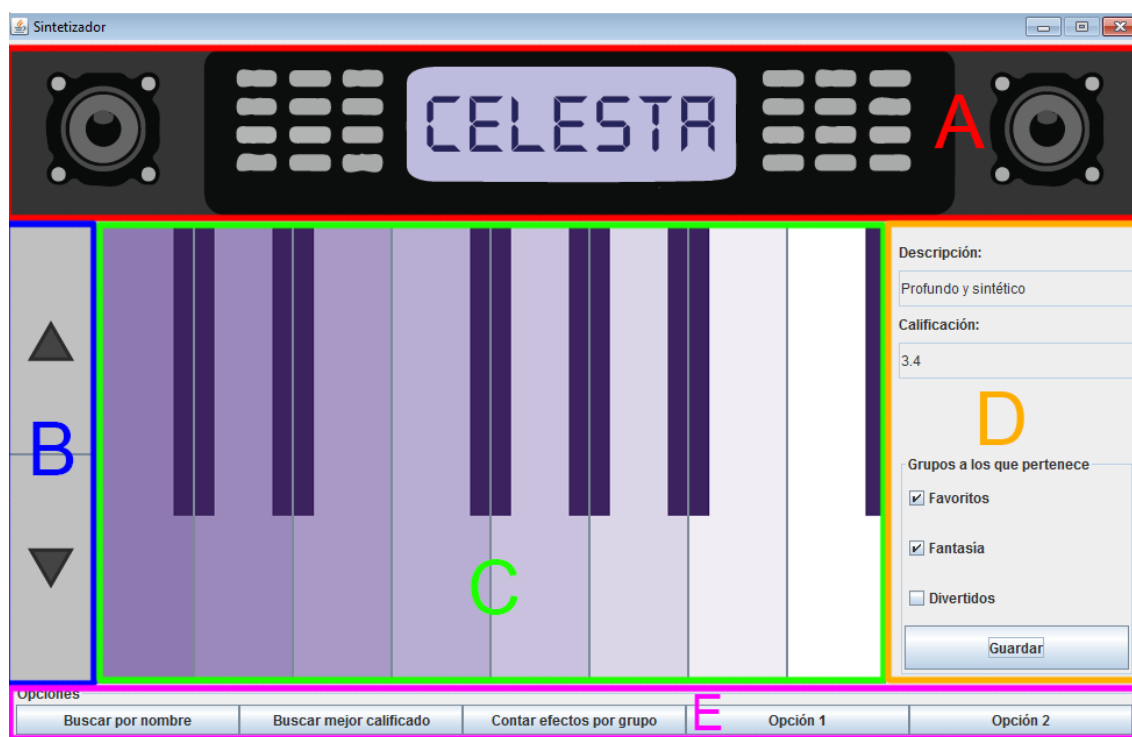 Sintetizador
CELESTA
A
B
C
Descripción:
Profundo y sintético
Calificación:
3.4
D
Grupos a los que pertenece
Favoritos
Fantasía
Divertidos
Guardar
Opciones
E
Buscar por nombre
Buscar mejor calificado
Contar efectos por grupo
Opción 1
Opción 2